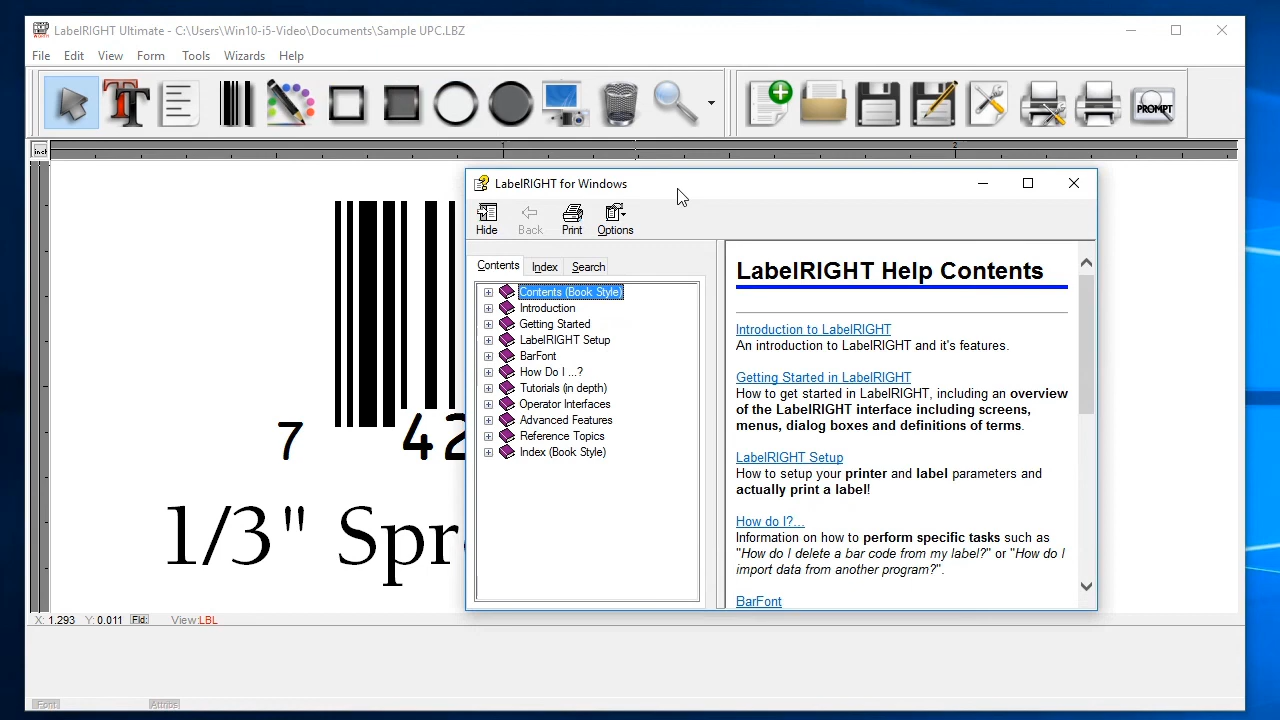 LabelRIGHT Ultimate - C:\Users\Win10-i5-Video\Documents\Sample UPC.LBZ
File Edit View Form Tools Wizards Help
PROMPT
inch
1 2
LabelRIGHT for Windows
Hide Back Print Options
Contents Index Search
Contents (Book Style)
Introduction
Getting Started
LabelRIGHT Setup
BarFont
How Do I ...?
Tutorials (in depth)
Operator Interfaces
Advanced Features
Reference Topics
Index (Book Style)
LabelRIGHT Help Contents
Introduction to LabelRIGHT
An introduction to LabelRIGHT and it's features.
Getting Started in LabelRIGHT
How to get started in LabelRIGHT, including an overview
of the LabelRIGHT interface including screens,
menus, dialog boxes and definitions of terms.
LabelRIGHT Setup
How to setup your printer and label parameters and
actually print a label!
How do I?...
Information on how to perform specific tasks such as
"How do I delete a bar code from my label?" or "How do I
import data from another program?".
BarFont
7 42
1/3" Spr
X: 1.293 Y: 0.011 Fld: View:LBL
Font Attribs